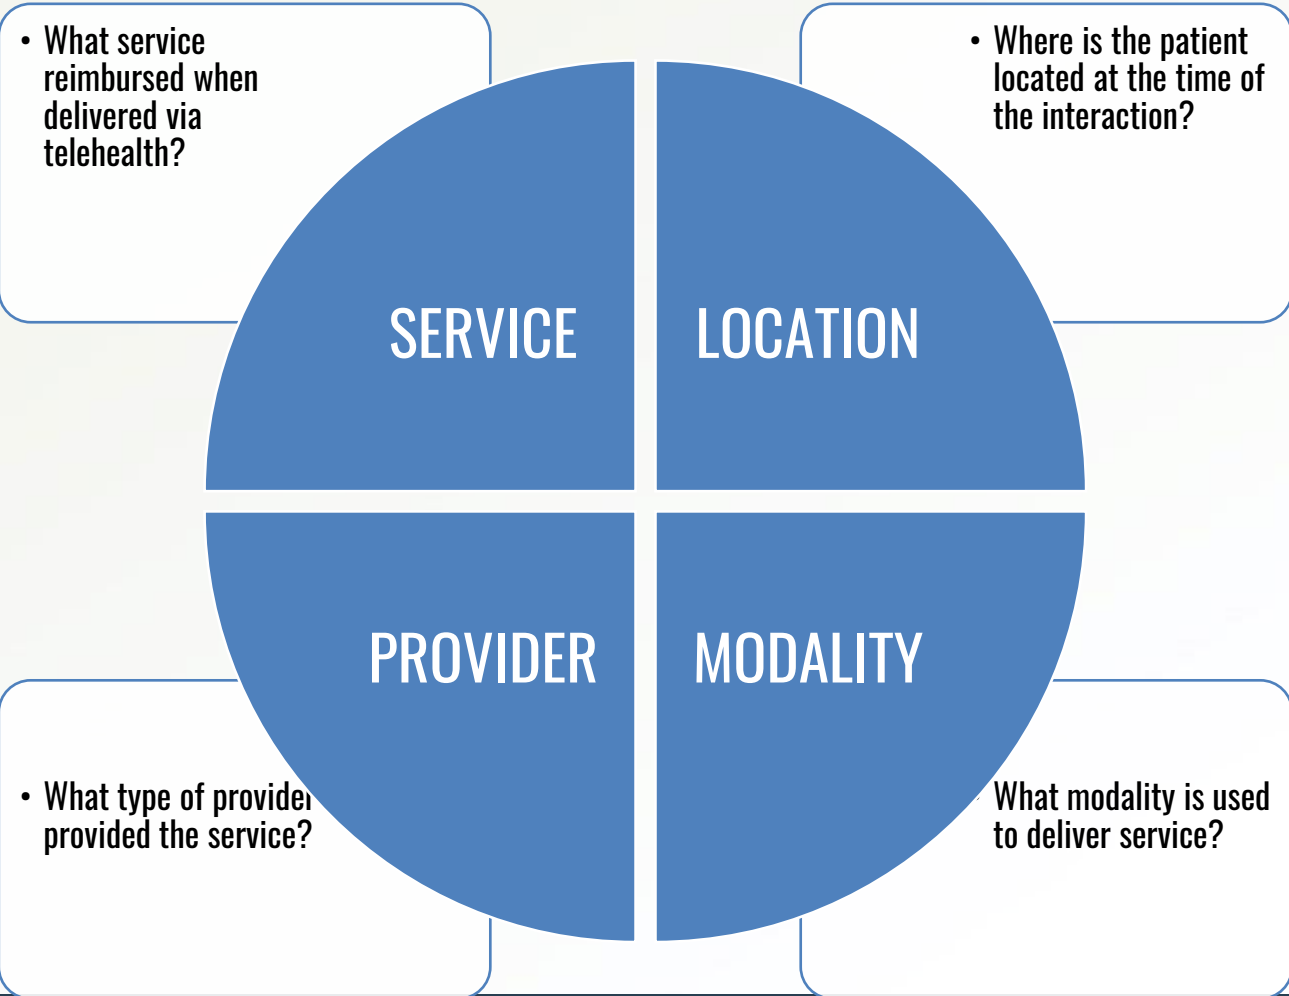 • What service
reimbursed when
delivered via
telehealth?
• Where is the patient
located at the time of
the interaction?
SERVICE
LOCATION
PROVIDER
MODALITY
• What type of provider
provided the service?
What modality is used
to deliver service?